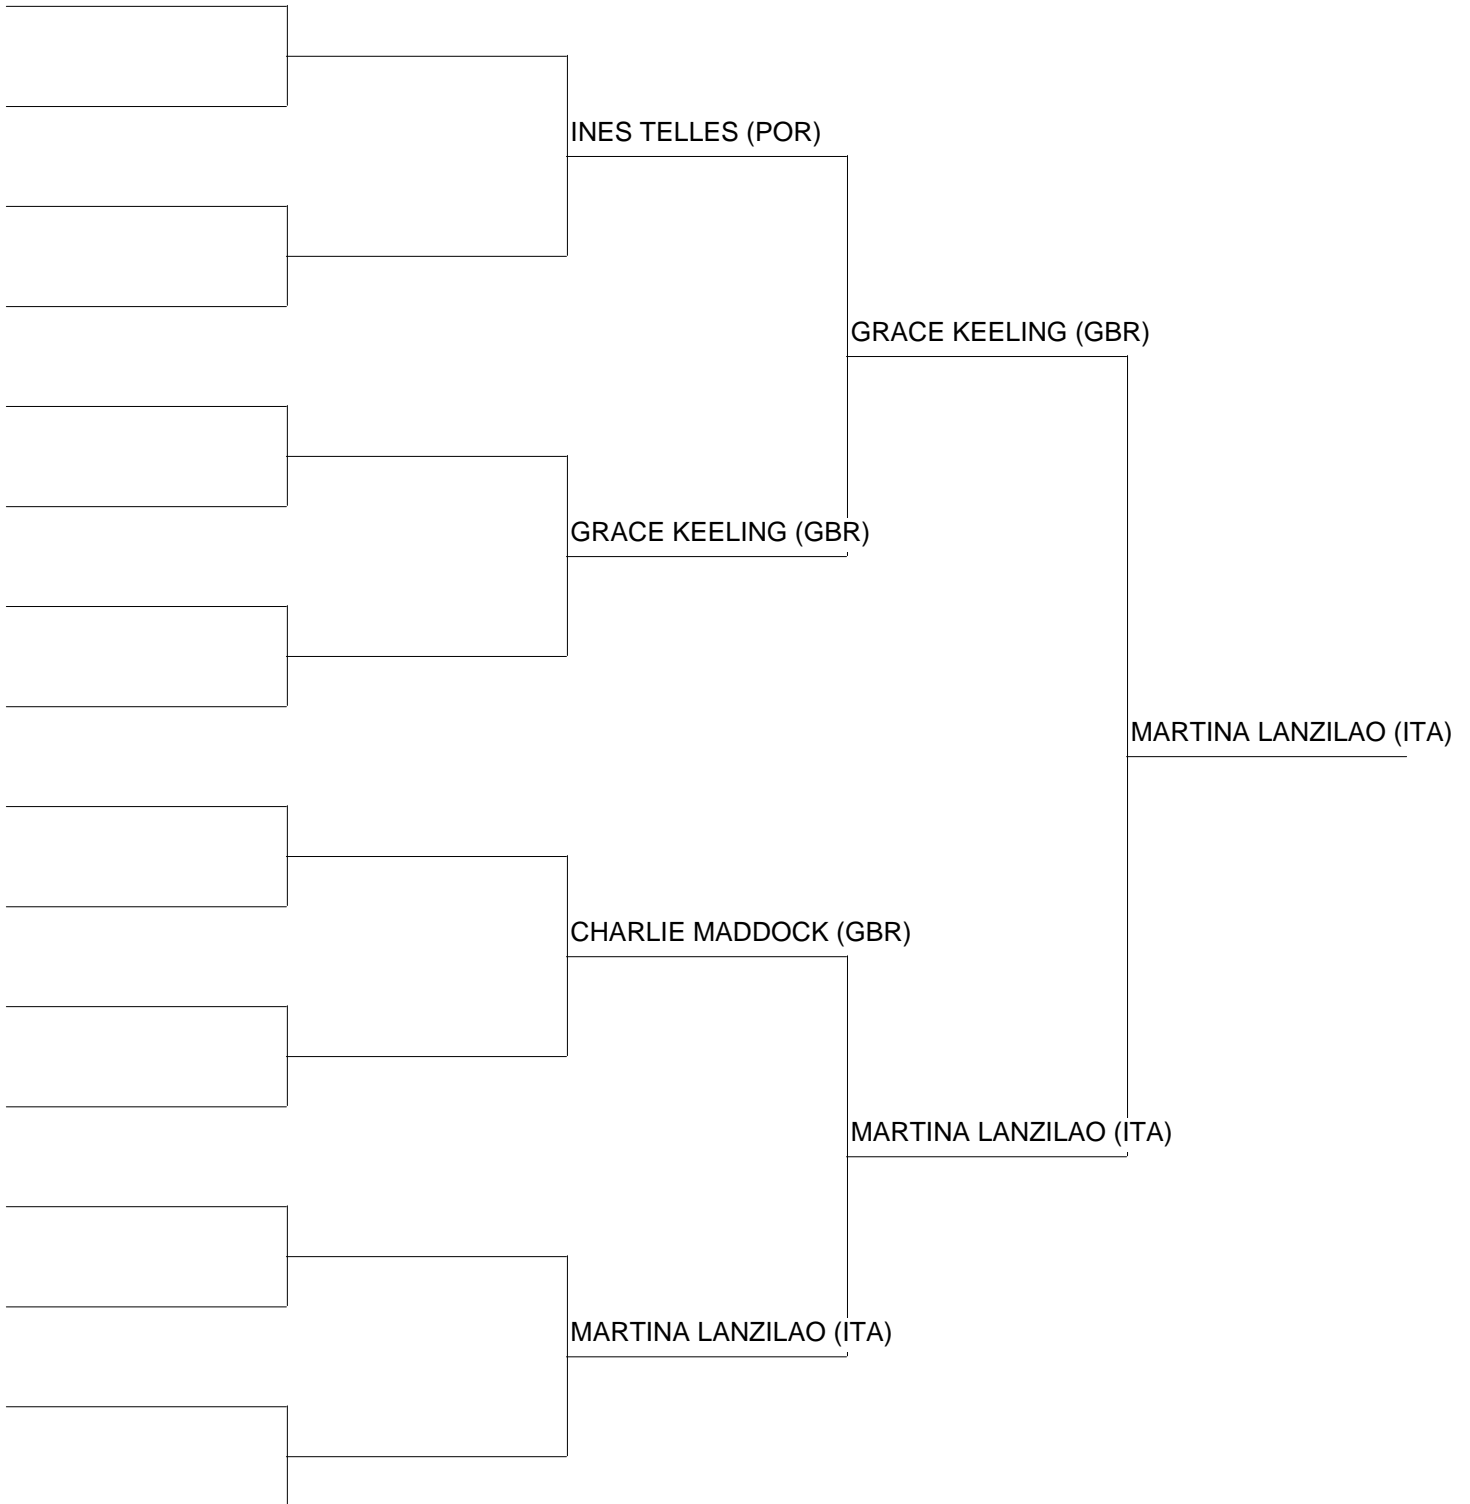 INES TELLES (POR)
GRACE KEELING (GBR)
GRACE KEELING (GBR)
MARTINA LANZILAO (ITA)
CHARLIE MADDOCK (GBR)
MARTINA LANZILAO (ITA)
MARTINA LANZILAO (ITA)